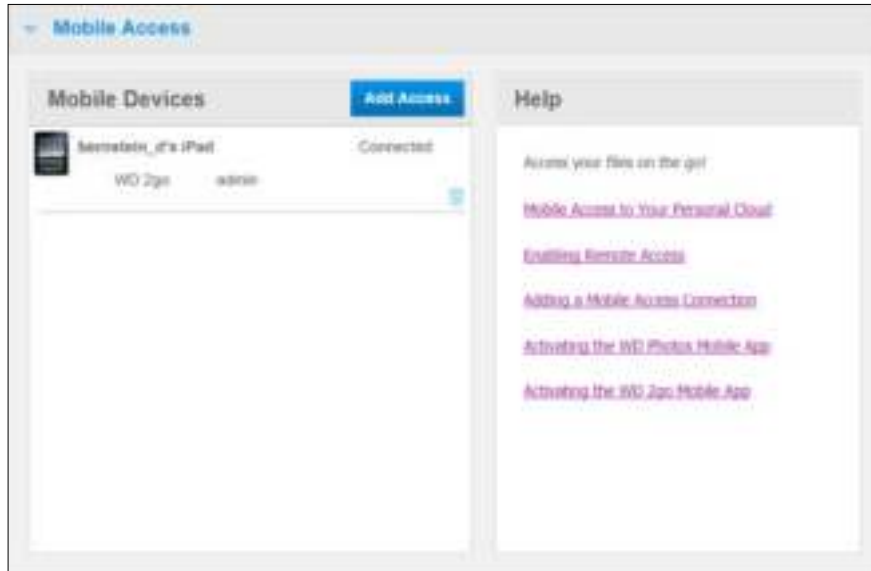 Mobile Access
Mobile Devices
Add Access
bernstein_d's iPad
Connected
WD 2go admin
Help
Access your files on the go!
Mobile Access to Your Personal Cloud
Enabling Remote Access
Adding a Mobile Access Connection
Activating the WD Photos Mobile App
Activating the WD 2go Mobile App